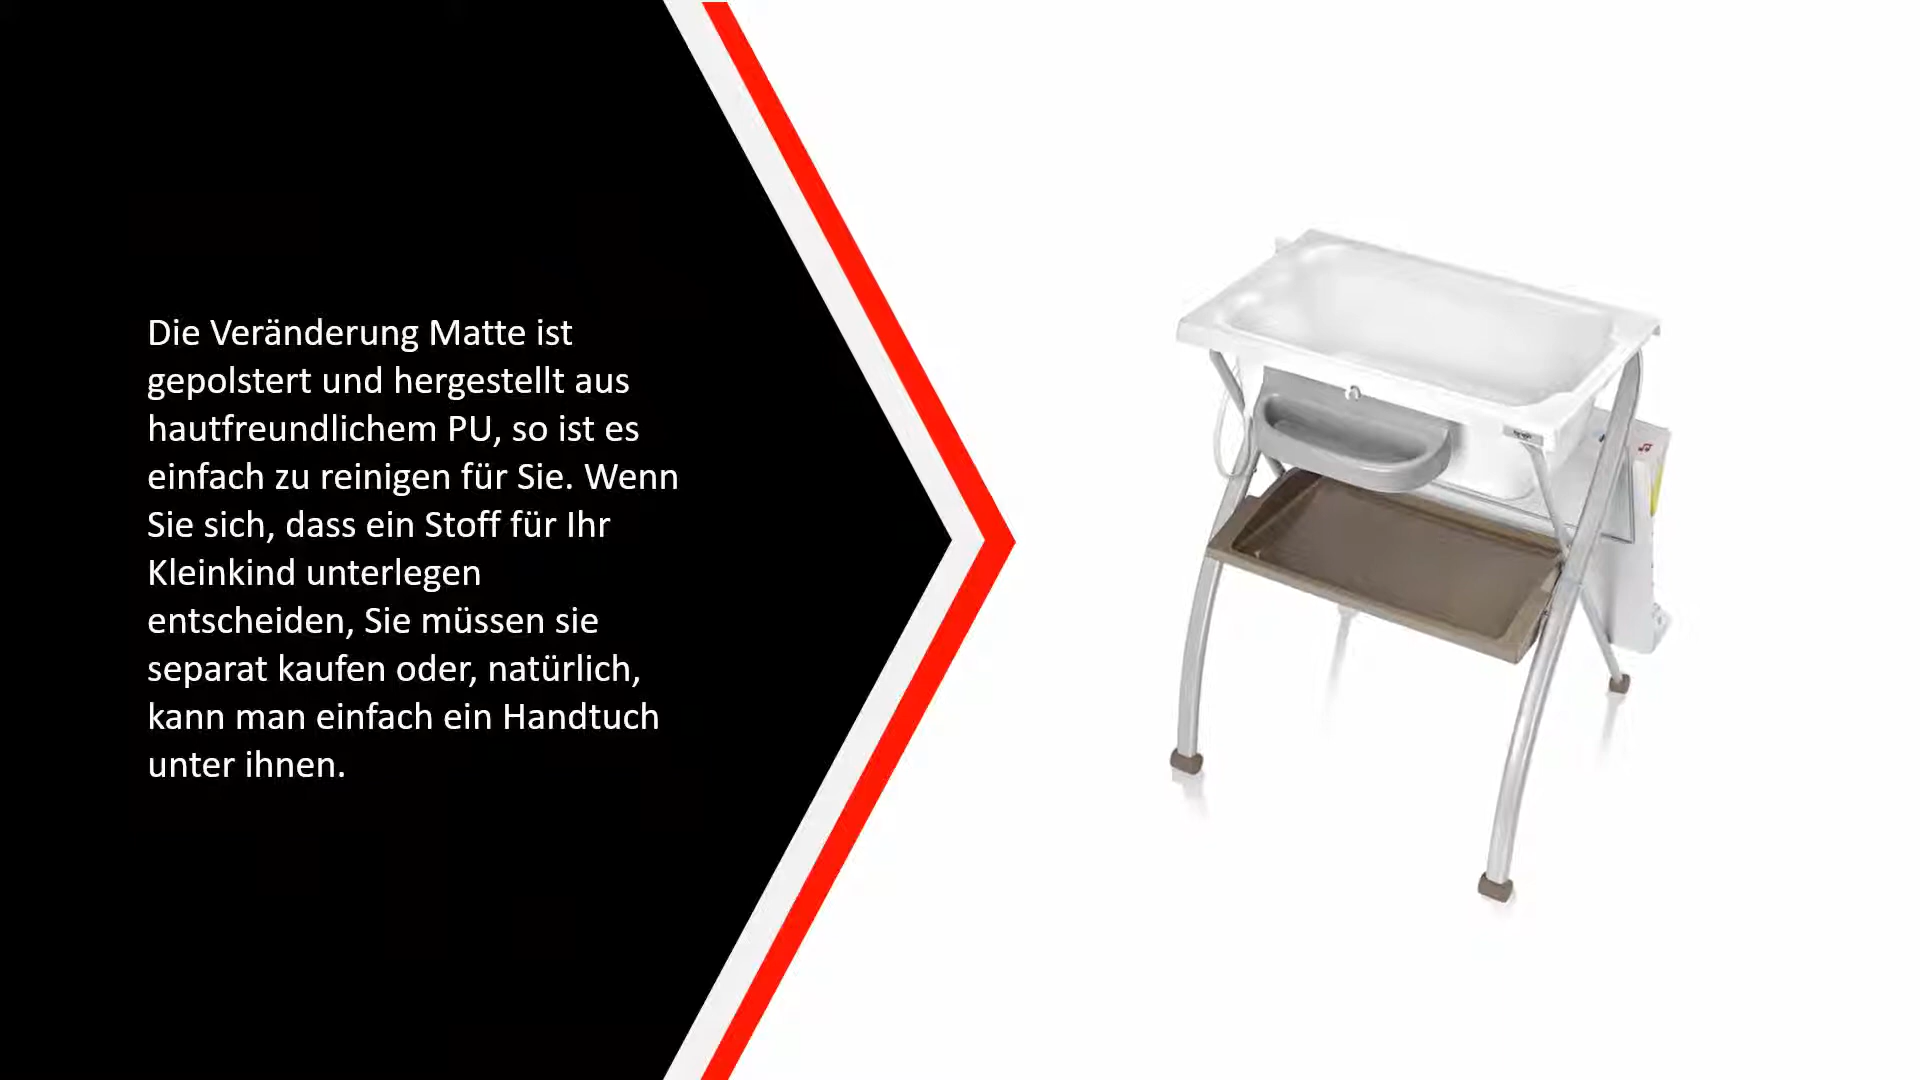 Die Veränderung Matte ist
gepolstert und hergestellt aus
hautfreundlichem PU, so ist es
einfach zu reinigen für Sie. Wenn
Sie sich, dass ein Stoff für Ihr
Kleinkind unterlegen
entscheiden, Sie müssen sie
separat kaufen oder, natürlich,
kann man einfach ein Handtuch
unter ihnen.